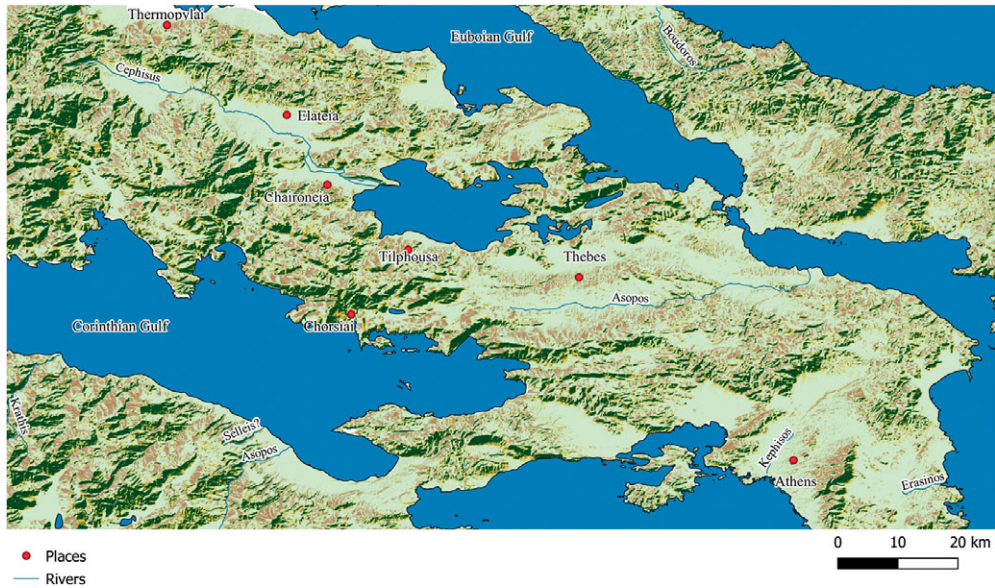 Thermopylai
Euboian Gulf
Boudoros
Cephisus
Elateia
Chaironeia
Tilphousa
Thebes
Asopos
Chorsiai
Corinthian Gulf
Krathis
Selleis?
Asopos
Kephisos
Athens
Erasinos
Places
Rivers
0 10 20 km